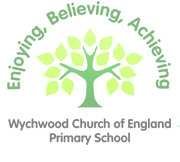 Enjoying, Believing, Achieving
Wychwood Church of England
Primary School